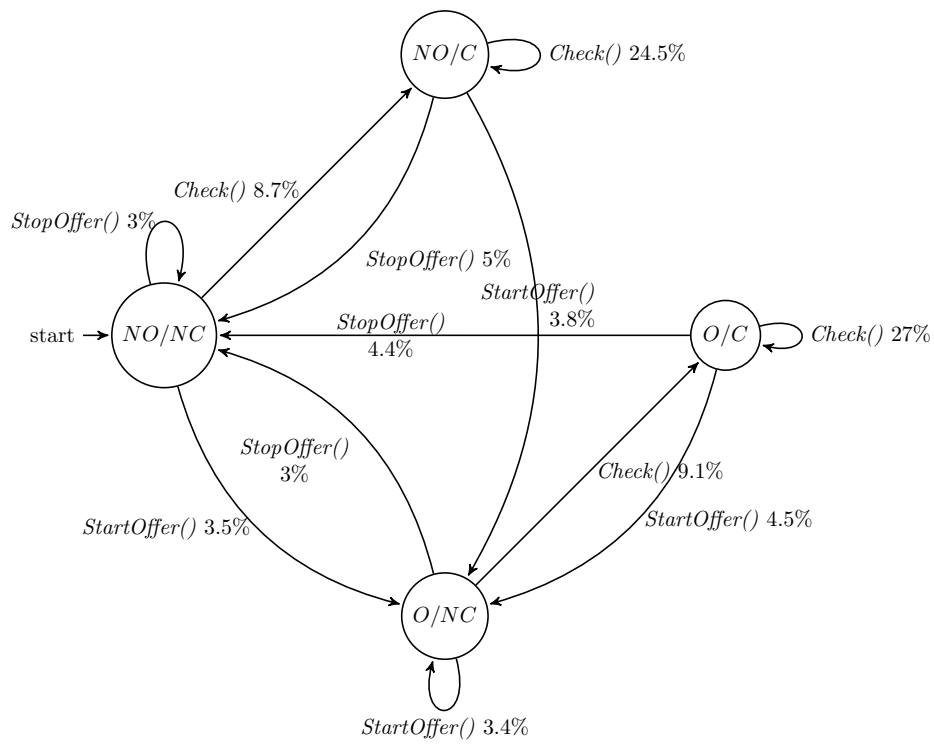 NO/C
Check() 24.5%
Check() 8.7%
StopOffer() 3%
StopOffer() 5%
StartOffer()
3.8%
start
NO/NC
StopOffer()
4.4%
O/C
Check() 27%
StopOffer()
3%
Check() 9.1%
StartOffer() 3.5%
StartOffer() 4.5%
O/NC
StartOffer() 3.4%